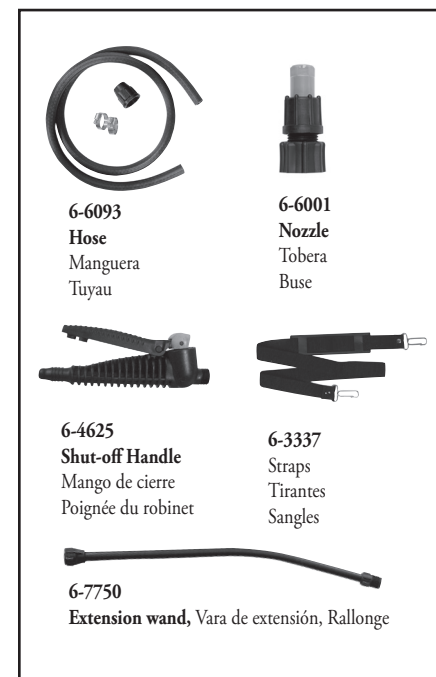 6-6093
Hose
Manguera
Tuyau
6-6001
Nozzle
Tobera
Buse
6-4625
Shut-off Handle
Mango de cierre
Poignée du robinet
6-3337
Straps
Tirantes
Sangles
6-7750
Extension wand, Vara de extensión, Rallonge